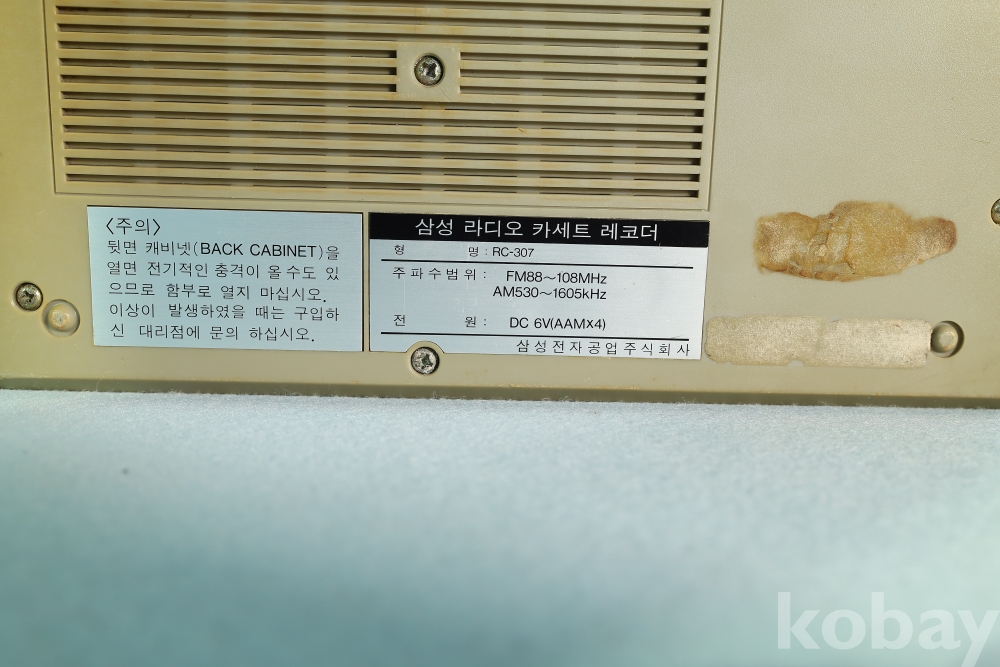 〈주의〉
뒷면 캐비넷(BACK CABINET)을
열면 전기적인 충격이 올 수도 있
으므로 함부로 열지 마십시오.
이상이 발생하였을 때는 구입하
신 대리점에 문의 하십시오.
삼성 라디오 카세트 레코더
형 명 : RC-307
주파수범위 : FM88~108MHz
AM530~1605kHz
전 원 : DC 6V(AAM×4)
삼성전자공업주식회사
kobay